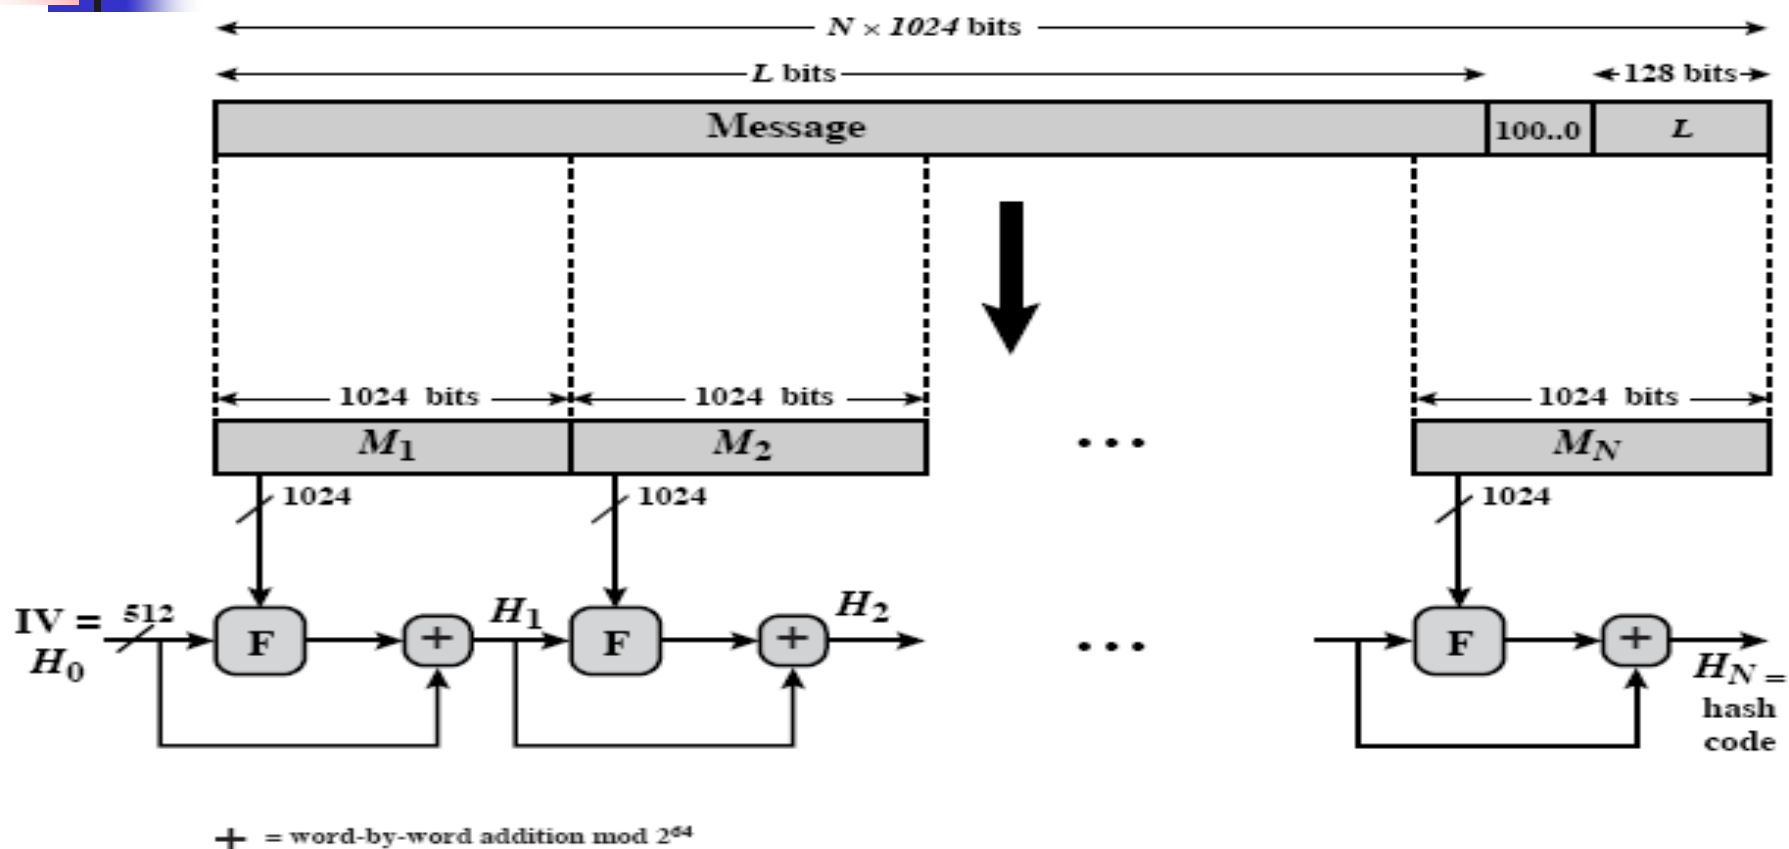 N × 1024 bits
L bits
128 bits
Message
100..0
L
1024 bits
1024 bits
1024 bits
M1
M2
...
MN
1024
1024
1024
IV =
H0
512
F
+
H1
F
+
H2
...
F
+
HN =
hash
code
+ = word-by-word addition mod 2^64